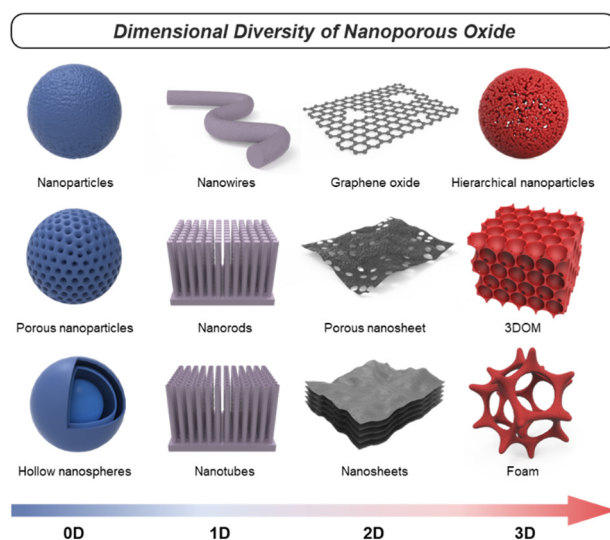 Dimensional Diversity of Nanoporous Oxide
Nanoparticles
Nanowires
Graphene oxide
Hierarchical nanoparticles
Porous nanoparticles
Nanorods
Porous nanosheet
3DOM
Hollow nanospheres
Nanotubes
Nanosheets
Foam
0D
1D
2D
3D